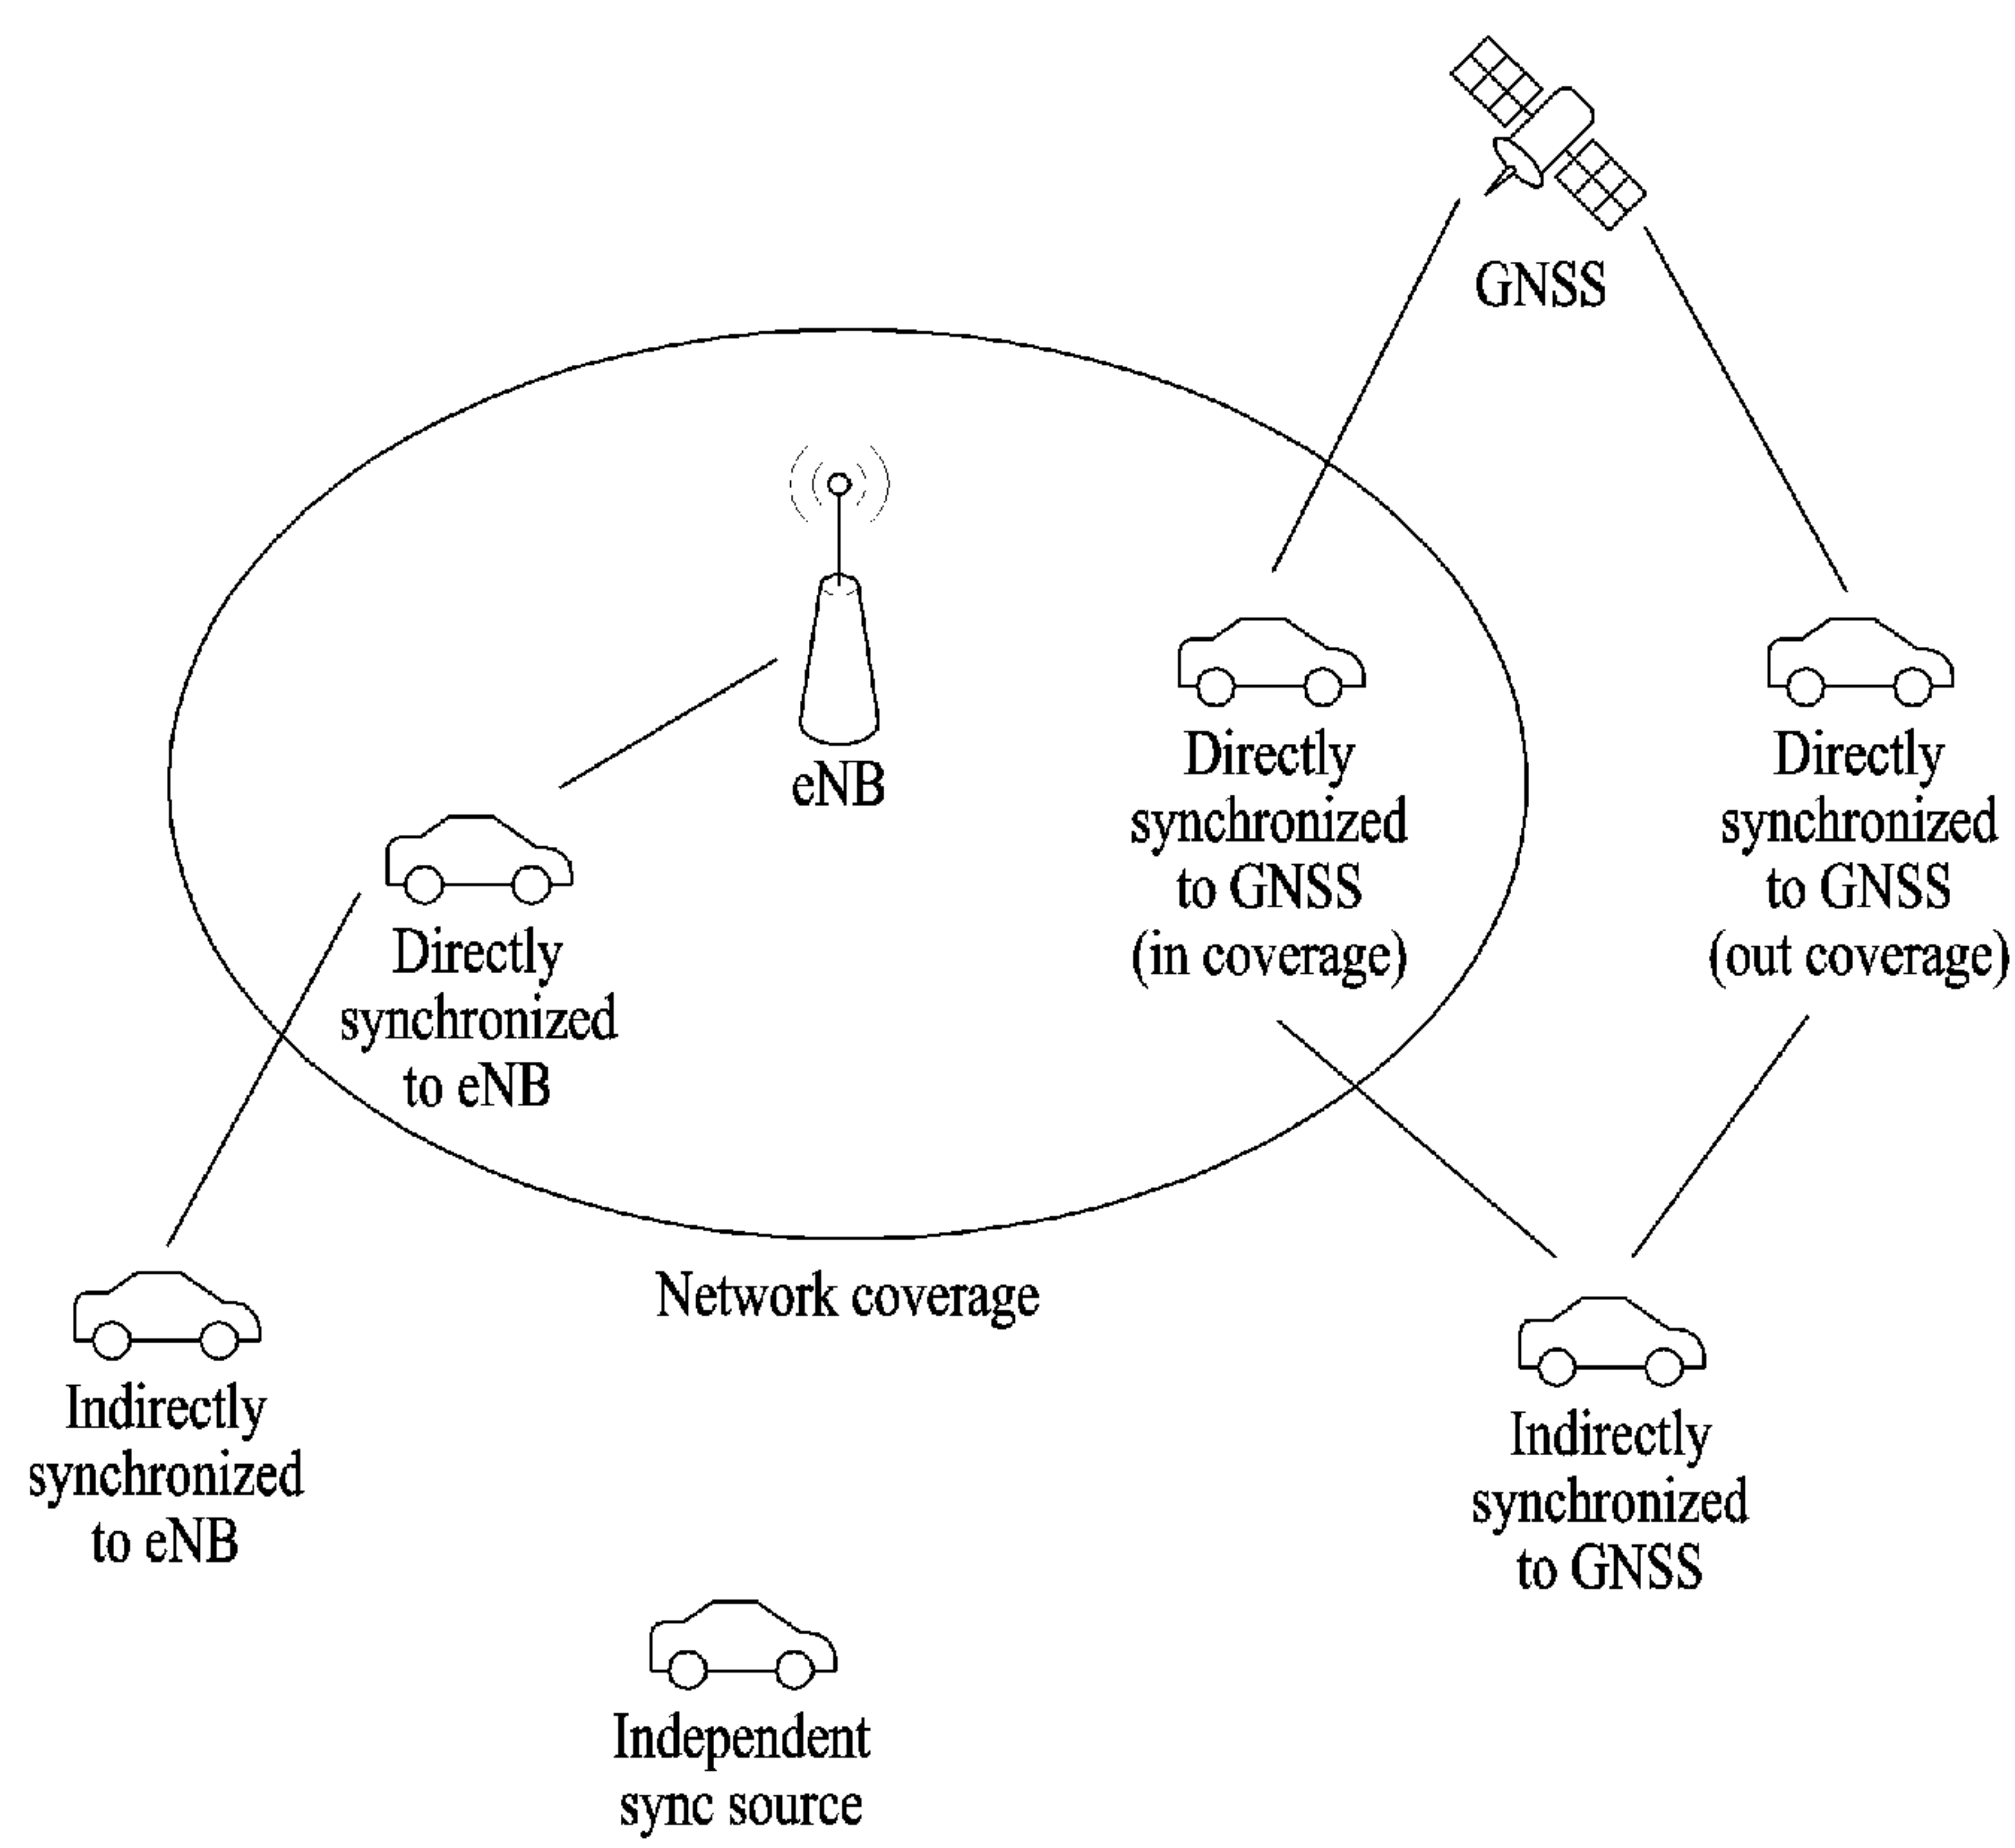 GNSS
eNB
Directly
synchronized
to GNSS
(in coverage)
Directly
synchronized
to GNSS
(out coverage)
Directly
synchronized
to eNB
Network coverage
Indirectly
synchronized
to eNB
Indirectly
synchronized
to GNSS
Independent
sync source